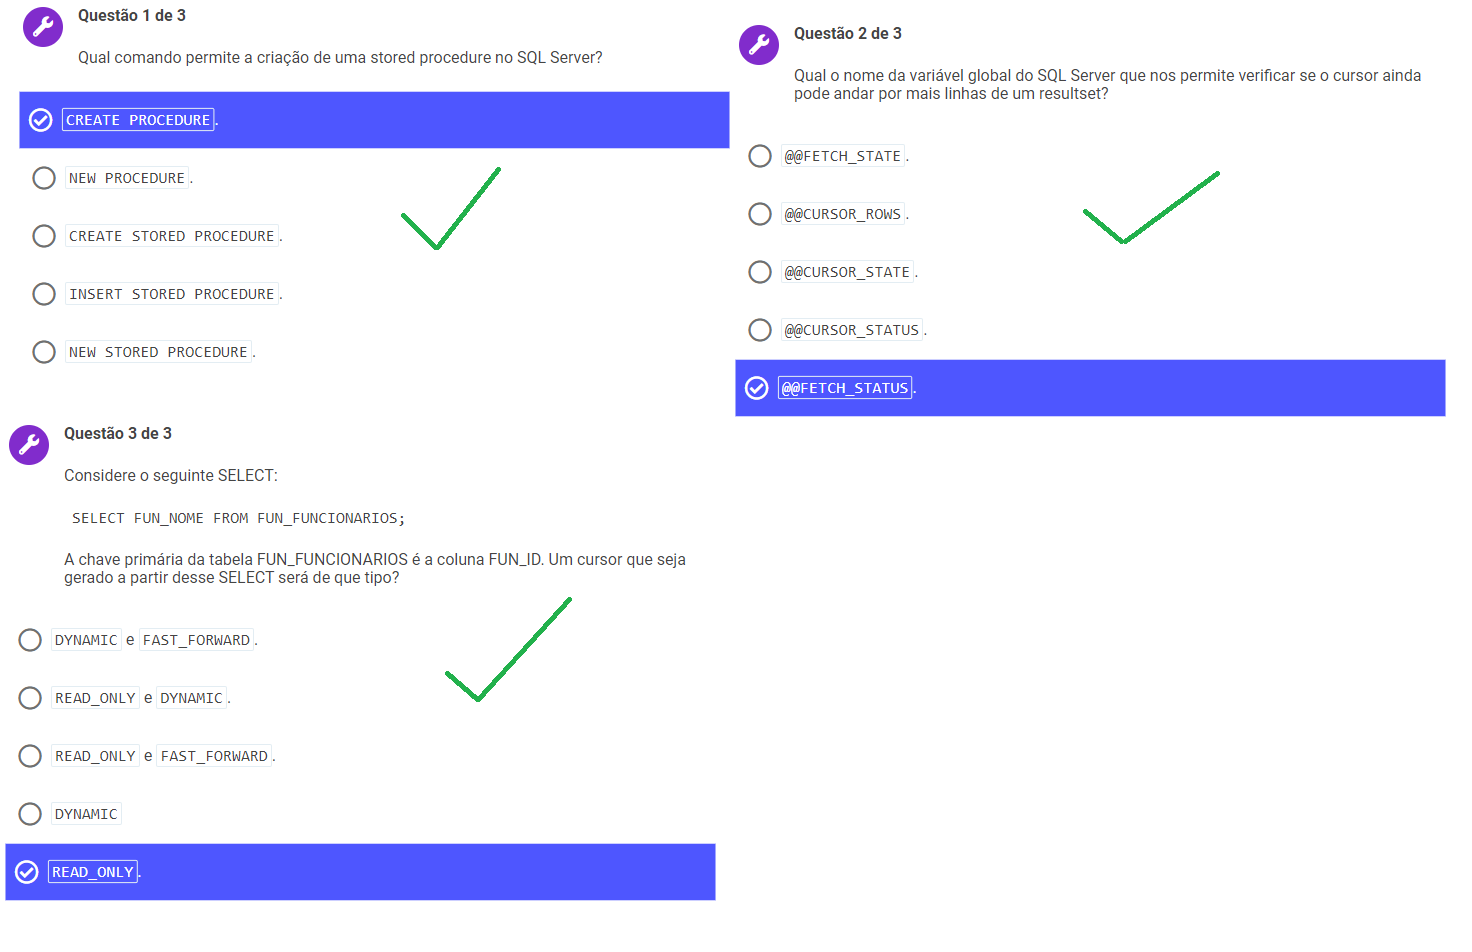 Questão 1 de 3
Qual comando permite a criação de uma stored procedure no SQL Server?
CREATE PROCEDURE.
NEW PROCEDURE.
CREATE STORED PROCEDURE.
INSERT STORED PROCEDURE.
NEW STORED PROCEDURE.
Questão 2 de 3
Qual o nome da variável global do SQL Server que nos permite verificar se o cursor ainda
pode andar por mais linhas de um resultset?
@@FETCH_STATE.
@@CURSOR_ROWS.
@@CURSOR_STATE.
@@CURSOR_STATUS.
@@FETCH_STATUS.
Questão 3 de 3
Considere o seguinte SELECT:
SELECT FUN_NOME FROM FUN_FUNCIONARIOS;
A chave primária da tabela FUN_FUNCIONARIOS é a coluna FUN_ID. Um cursor que seja
gerado a partir desse SELECT será de que tipo?
DYNAMIC e FAST_FORWARD.
READ_ONLY e DYNAMIC.
READ_ONLY e FAST_FORWARD.
DYNAMIC
READ_ONLY.